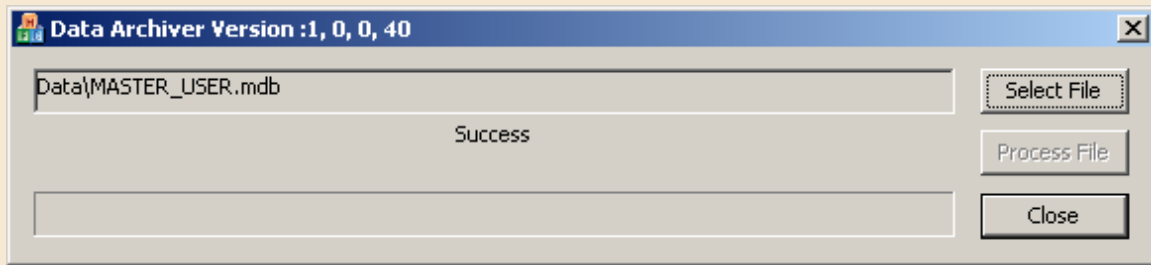 Data Archiver Version :1, 0, 0, 40
Data\MASTER_USER.mdb
Select File
Success
Process File
Close